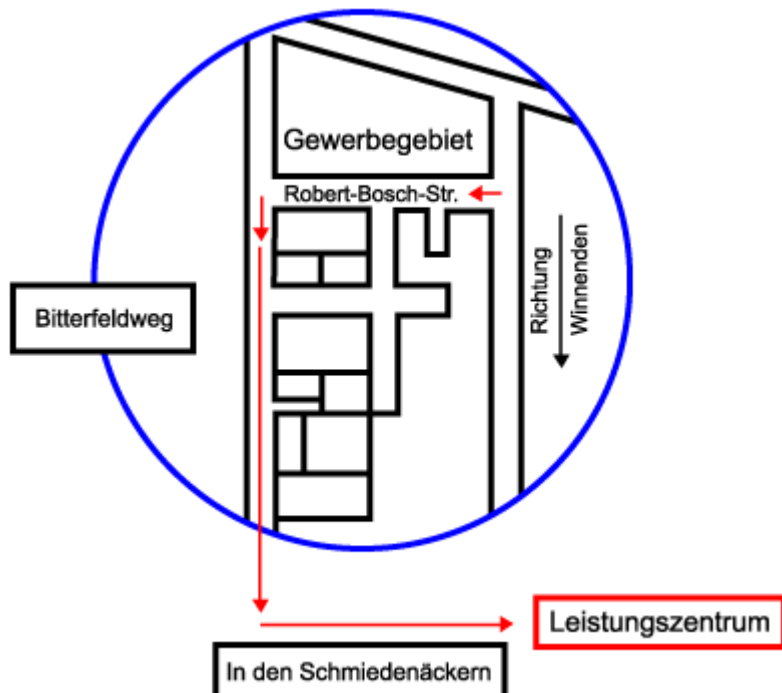 Gewerbegebiet
Robert-Bosch-Str.
Richtung
Winnenden
Bitterfeldweg
Leistungszentrum
In den Schmiedenäckern